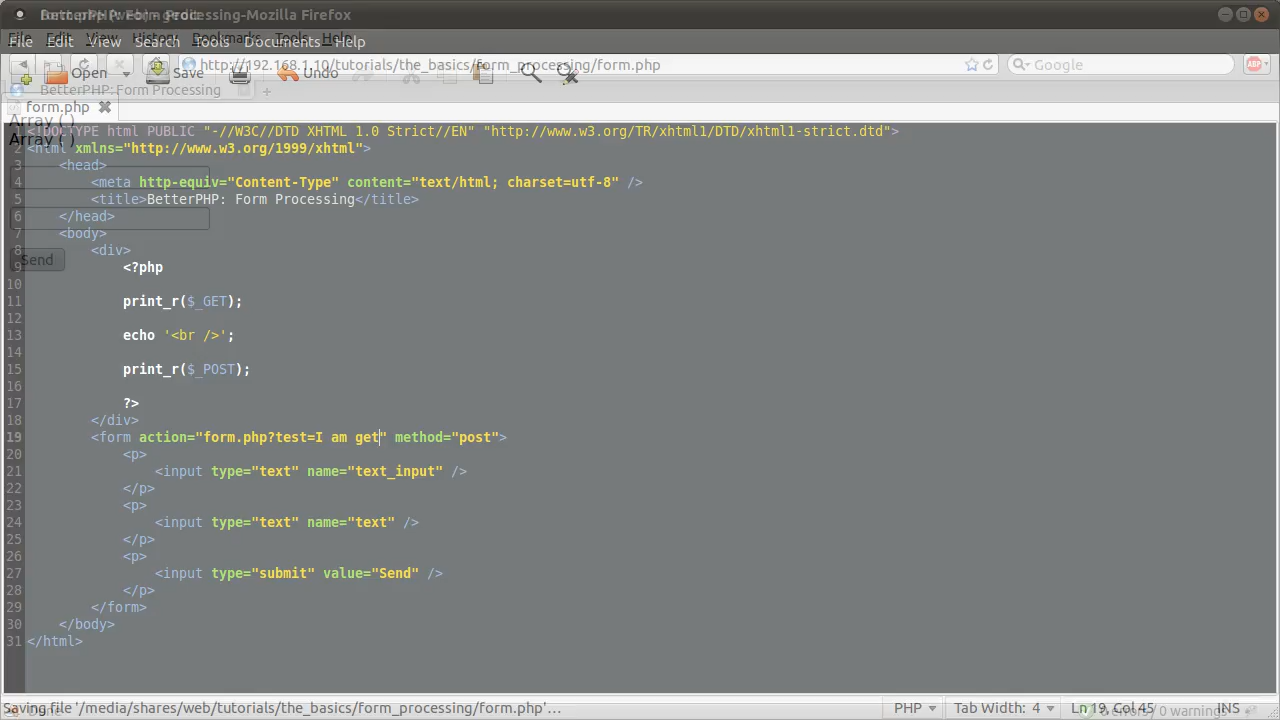 BetterPHP: Form Processing-Mozilla Firefox
File Edit View Search Tools Documents Help
File Edit View History Bookmarks Tools Help
Open Save Undo
http://192.168.1.10/tutorials/the_basics/form_processing/form.php
Google
ABP
BetterPHP: Form Processing
form.php
Array ( )
Array ( )
Send
1 <!DOCTYPE html PUBLIC "-//W3C//DTD XHTML 1.0 Strict//EN" "http://www.w3.org/TR/xhtml1/DTD/xhtml1-strict.dtd">
2 <html xmlns="http://www.w3.org/1999/xhtml">
3 <head>
4 <meta http-equiv="Content-Type" content="text/html; charset=utf-8" />
5 <title>BetterPHP: Form Processing</title>
6 </head>
7 <body>
8 <div>
9 <?php
10
11 print_r($_GET);
12
13 echo '<br />';
14
15 print_r($_POST);
16
17 ?>
18 </div>
19 <form action="form.php?test=I am get" method="post">
20 <p>
21 <input type="text" name="text_input" />
22 </p>
23 <p>
24 <input type="text" name="text" />
25 </p>
26 <p>
27 <input type="submit" value="Send" />
28 </p>
29 </form>
30 </body>
31 </html>
Saving file '/media/shares/web/tutorials/the_basics/form_processing/form.php'...
PHP Tab Width: 4 Ln 19, Col 45 INS
0 errors / 0 warnings